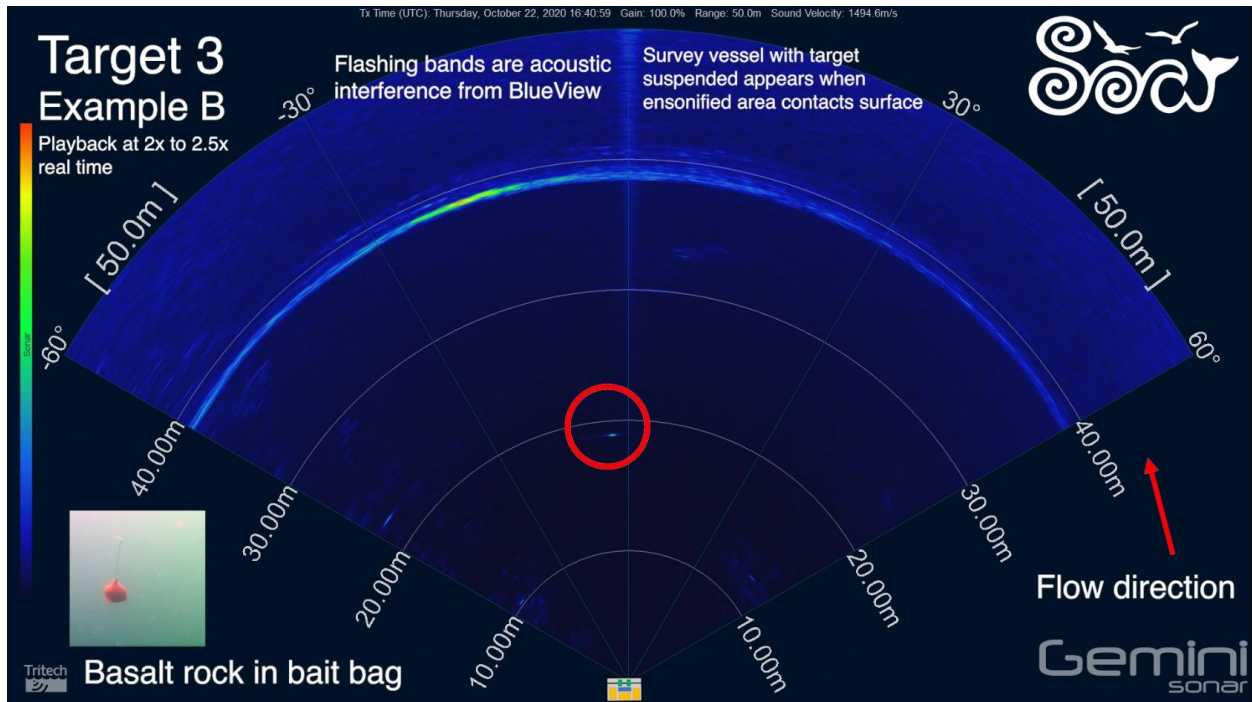 Tx Time (UTC): Thursday, October 22, 2020 16:40:59 Gain: 100.0% Range: 50.0m Sound Velocity: 1494.6m/s
Target 3
Example B
Playback at 2x to 2.5x
real time
Flashing bands are acoustic
interference from BlueView
Survey vessel with target
suspended appears when
ensonified area contacts surface
Soar
-30°
30°
[ 50.0m ]
[ 50.0m ]
Sonar
-60°
60°
40.00m
40.00m
30.00m
30.00m
20.00m
20.00m
10.00m
10.00m
Flow direction
Tritech
Basalt rock in bait bag
Gemini
sonar